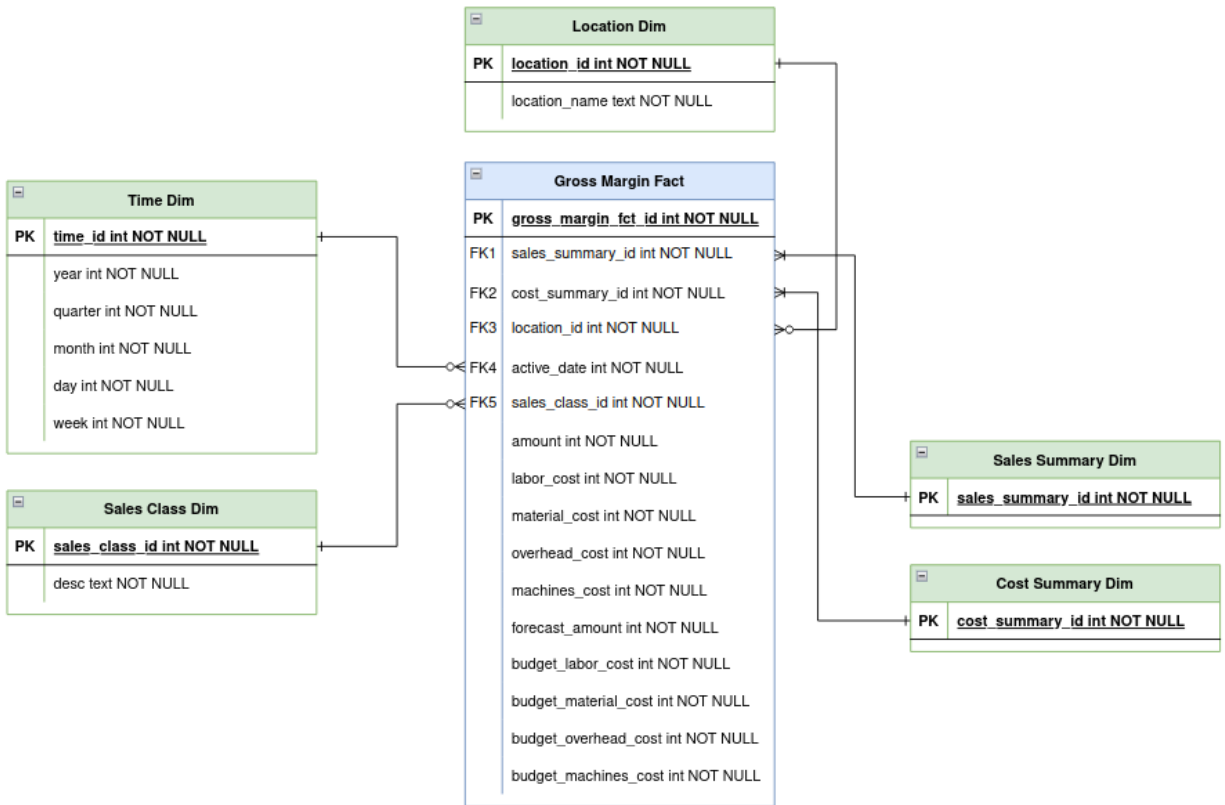 Location Dim
PK location_id int NOT NULL
location_name text NOT NULL
Time Dim
PK time_id int NOT NULL
year int NOT NULL
quarter int NOT NULL
month int NOT NULL
day int NOT NULL
week int NOT NULL
Sales Class Dim
PK sales_class_id int NOT NULL
desc text NOT NULL
Gross Margin Fact
PK gross_margin_fct_id int NOT NULL
FK1 sales_summary_id int NOT NULL
FK2 cost_summary_id int NOT NULL
FK3 location_id int NOT NULL
FK4 active_date int NOT NULL
FK5 sales_class_id int NOT NULL
amount int NOT NULL
labor_cost int NOT NULL
material_cost int NOT NULL
overhead_cost int NOT NULL
machines_cost int NOT NULL
forecast_amount int NOT NULL
budget_labor_cost int NOT NULL
budget_material_cost int NOT NULL
budget_overhead_cost int NOT NULL
budget_machines_cost int NOT NULL
Sales Summary Dim
PK sales_summary_id int NOT NULL
Cost Summary Dim
PK cost_summary_id int NOT NULL